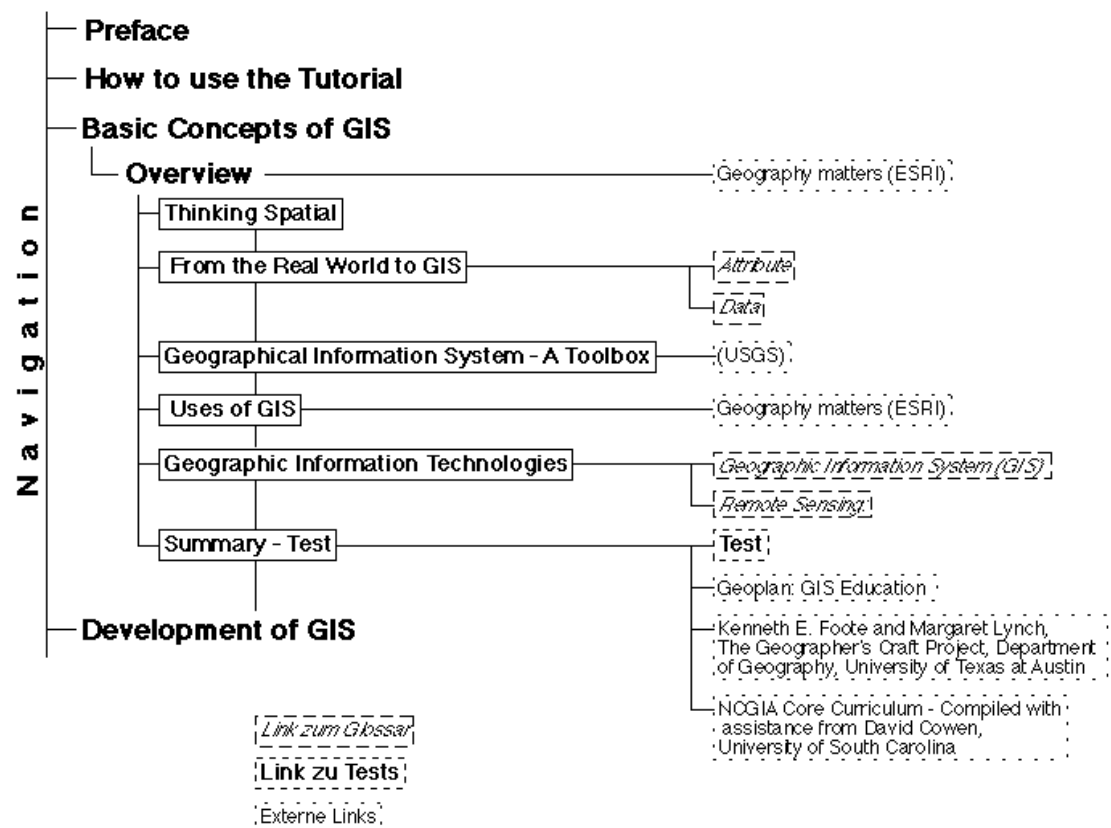 Navigation
Preface
How to use the Tutorial
Basic Concepts of GIS
Overview
Geography matters (ESRI)
Thinking Spatial
From the Real World to GIS
Attribute
Data
Geographical Information System - A Toolbox
(USGS)
Uses of GIS
Geography matters (ESRI)
Geographic Information Technologies
Geographic Information System (GIS)
Remote Sensing
Summary - Test
Test
Geoplan: GIS Education
Development of GIS
Kenneth E. Foote and Margaret Lynch,
The Geographer's Craft Project, Department
of Geography, University of Texas at Austin
NCGIA Core Curriculum - Compiled with
assistance from David Cowen,
University of South Carolina
Link zum Glossar
Link zu Tests
Externe Links